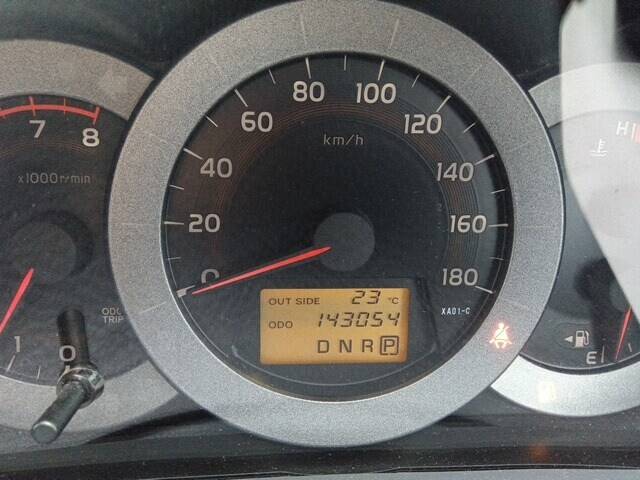 7 8
x1000r/min
ODO
TRIP
1 0
0 20 40 60 80 100 120 140 160 180
km/h
OUT SIDE 23 °C
ODO 143054
D N R P
XA01-C
H
E